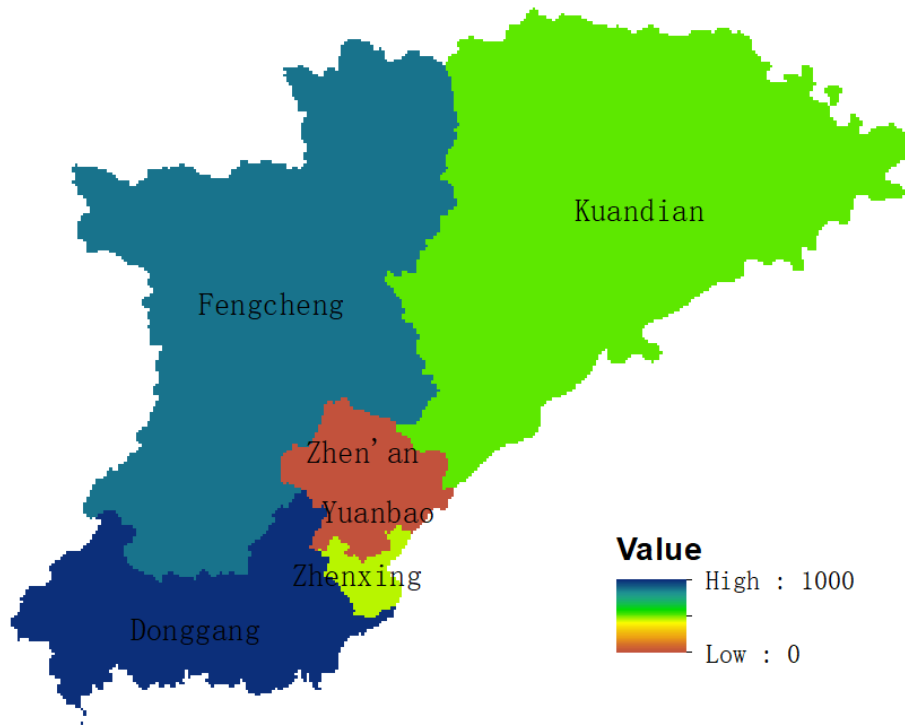 Kuandian
Fengcheng
Zhen'an
Yuanbao
Zhenxing
Donggang
Value
High : 1000
Low : 0